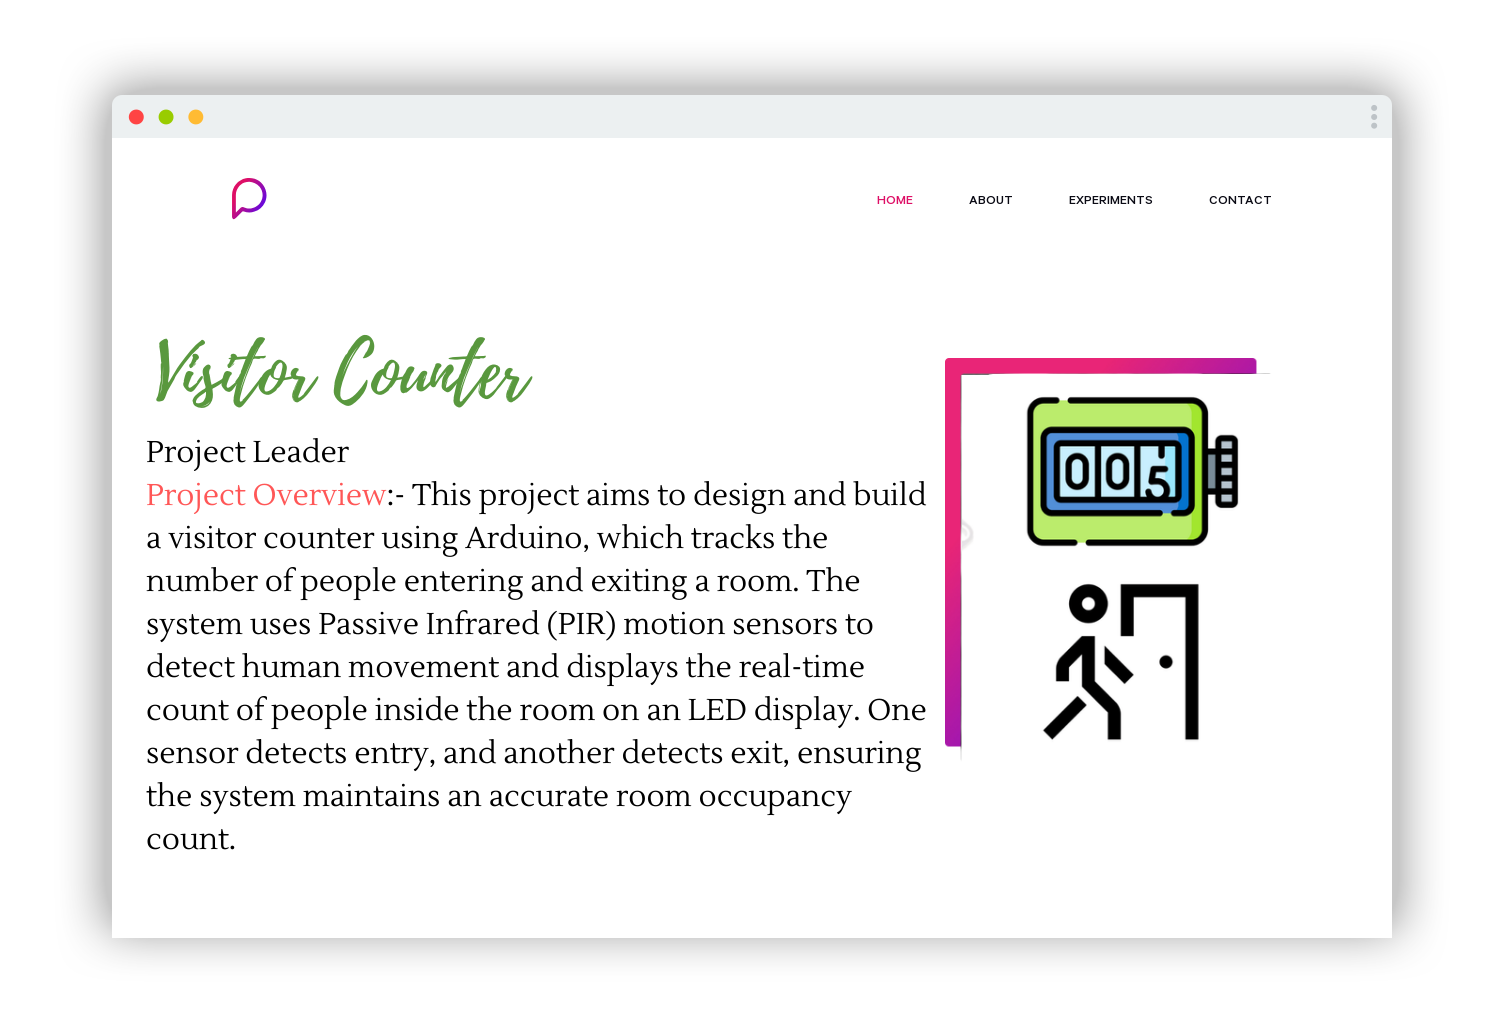 HOME ABOUT EXPERIMENTS CONTACT
Visitor Counter
Project Leader
Project Overview:- This project aims to design and build
a visitor counter using Arduino, which tracks the
number of people entering and exiting a room. The
system uses Passive Infrared (PIR) motion sensors to
detect human movement and displays the real-time
count of people inside the room on an LED display. One
sensor detects entry, and another detects exit, ensuring
the system maintains an accurate room occupancy
count.
005